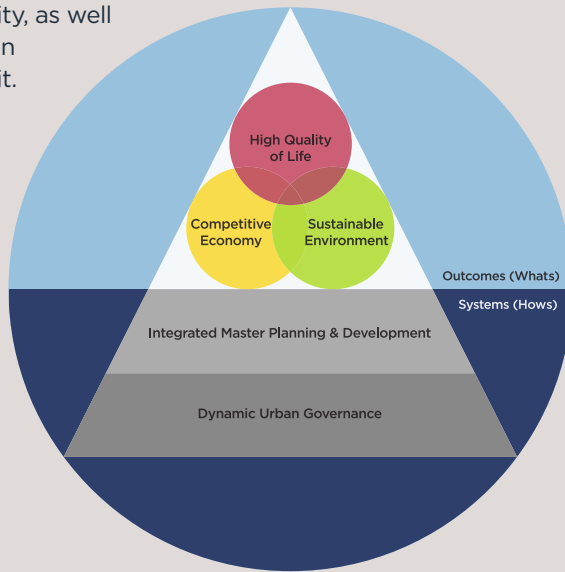 ity, as well
n
it.
High Quality
of Life
Competitive
Economy
Sustainable
Environment
Outcomes (Whats)
Systems (Hows)
Integrated Master Planning & Development
Dynamic Urban Governance